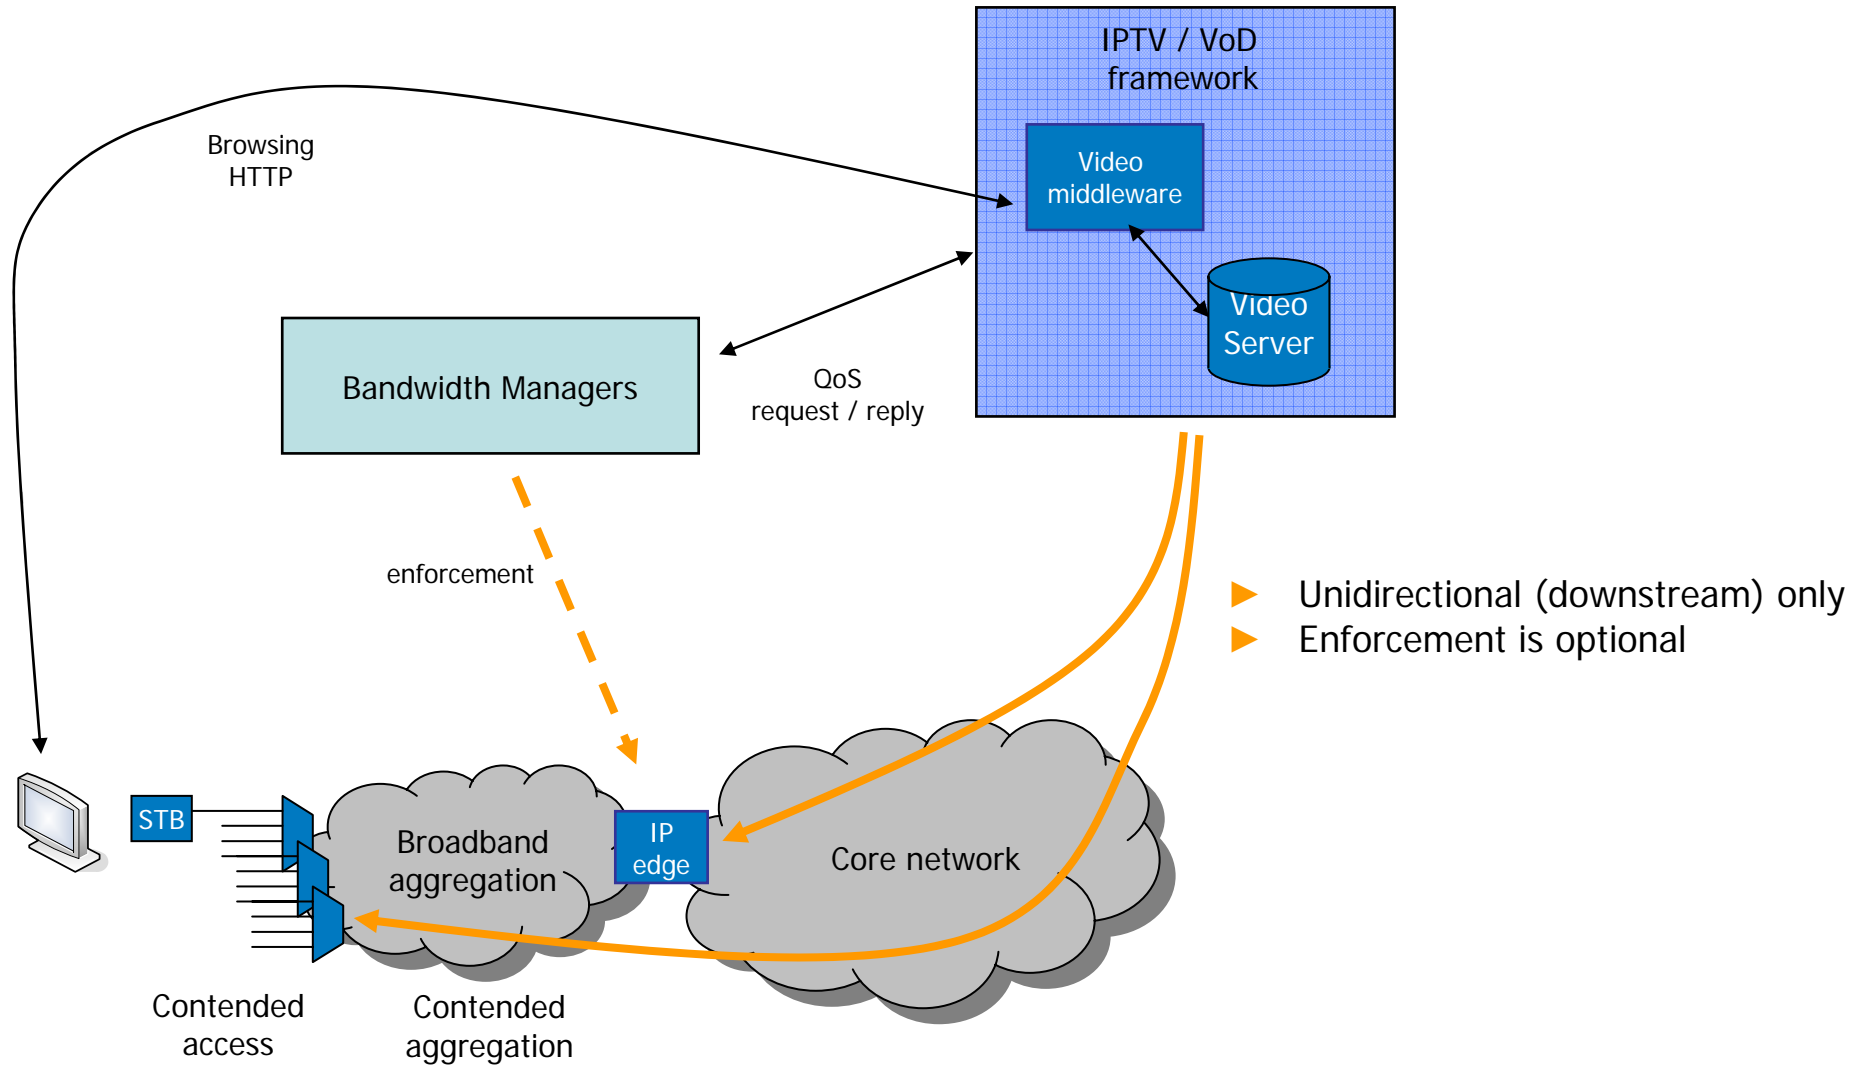 IPTV / VoD
framework
Browsing
HTTP
Video
middleware
Video
Server
Bandwidth Managers
QoS
request / reply
enforcement
► Unidirectional (downstream) only
► Enforcement is optional
STB
Broadband
aggregation
IP
edge
Core network
Contended
access
Contended
aggregation